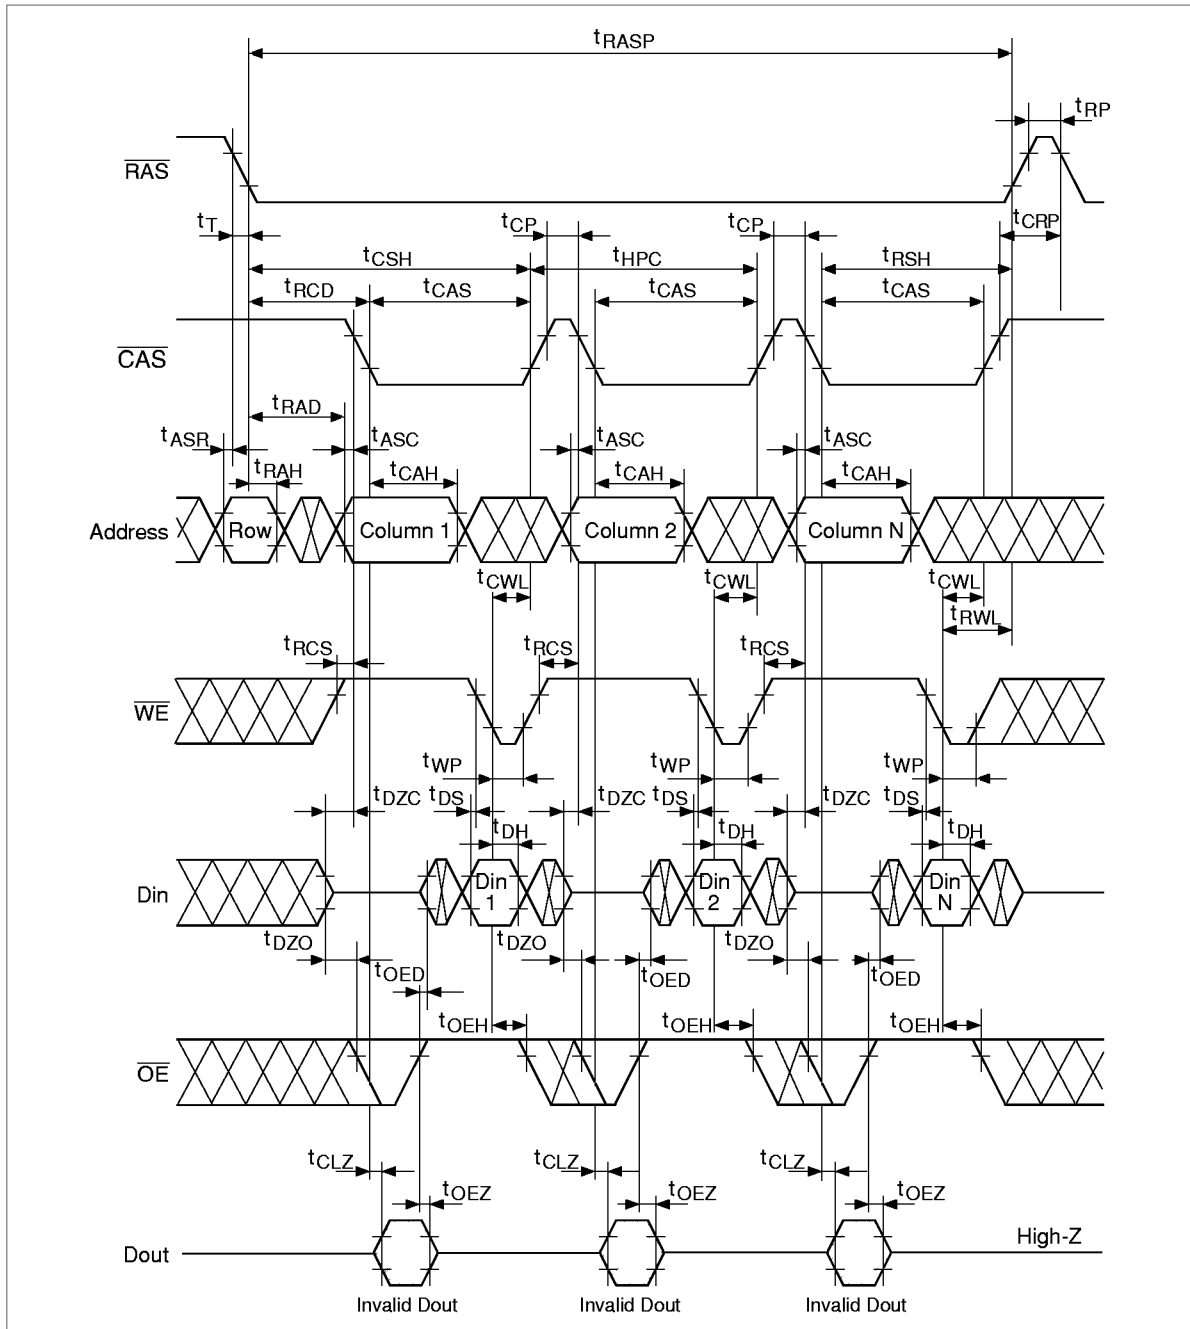 tRASP
tRP
RAS
tT
tCP
tCP
tCRP
tCSH
tHPC
tRSH
tRCD
tCAS
tCAS
tCAS
CAS
tRAD
tASR
tASC
tASC
tASC
tRAH
tCAH
tCAH
tCAH
Address
Row
Column 1
Column 2
Column N
tCWL
tCWL
tCWL
tRWL
tRCS
tRCS
tRCS
WE
tWP
tWP
tWP
tDZC
tDS
tDZC
tDS
tDZC
tDS
tDH
tDH
tDH
Din
Din 1
Din 2
Din N
tDZO
tDZO
tDZO
tOED
tOED
tOED
tOEH
tOEH
tOEH
OE
tCLZ
tCLZ
tCLZ
tOEZ
tOEZ
tOEZ
Dout
High-Z
Invalid Dout
Invalid Dout
Invalid Dout